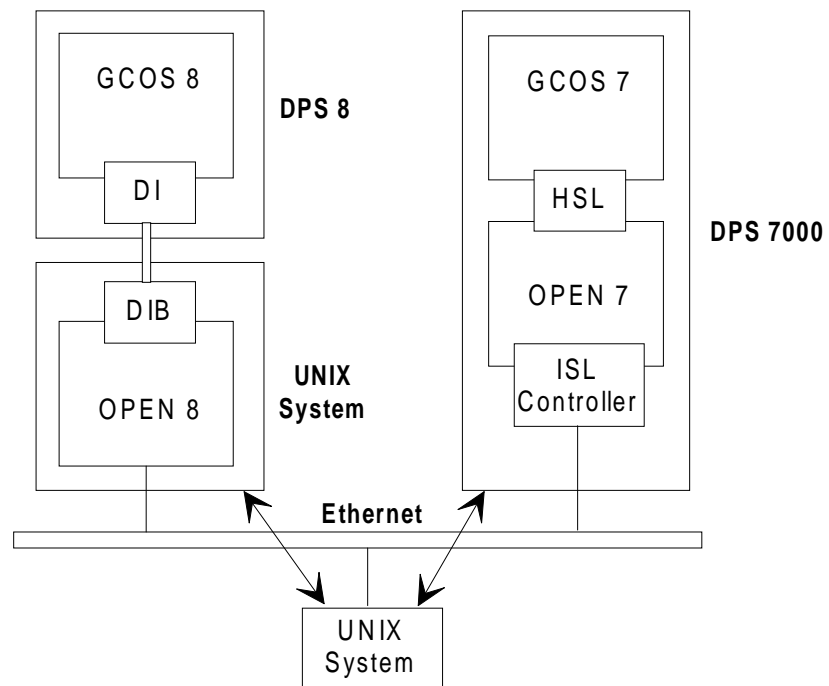 GCOS 8
DPS 8
DI
DIB
OPEN 8
UNIX
System
GCOS 7
HSL
DPS 7000
OPEN 7
ISL
Controller
Ethernet
UNIX
System